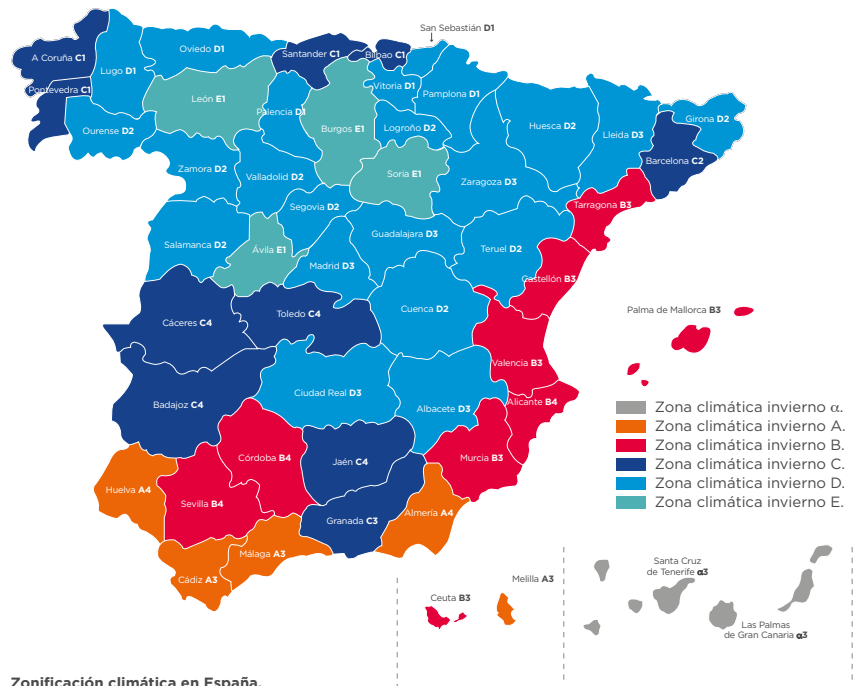 San Sebastián D1
A Coruña C1
Lugo D1
Oviedo D1
Santander C1
Bilbao C1
Pontevedra C1
Ourense D2
León E1
Palencia D1
Burgos E1
Vitoria D1
Pamplona D1
Logroño D2
Huesca D2
Lleida D3
Girona D2
Barcelona C2
Zamora D2
Valladolid D2
Soria E1
Zaragoza D3
Tarragona B3
Segovia D2
Salamanca D2
Ávila E1
Madrid D3
Guadalajara D3
Teruel D2
Castellón B3
Cáceres C4
Toledo C4
Cuenca D2
Palma de Mallorca B3
Valencia B3
Badajoz C4
Ciudad Real D3
Albacete D3
Alicante B4
Zona climática invierno α.
Zona climática invierno A.
Zona climática invierno B.
Zona climática invierno C.
Zona climática invierno D.
Zona climática invierno E.
Huelva A4
Sevilla B4
Córdoba B4
Jaén C4
Murcia B3
Granada C3
Almería A4
Málaga A3
Cádiz A3
Ceuta B3
Melilla A3
Santa Cruz
de Tenerife α3
Las Palmas
de Gran Canaria α3
Zonificación climática en España.